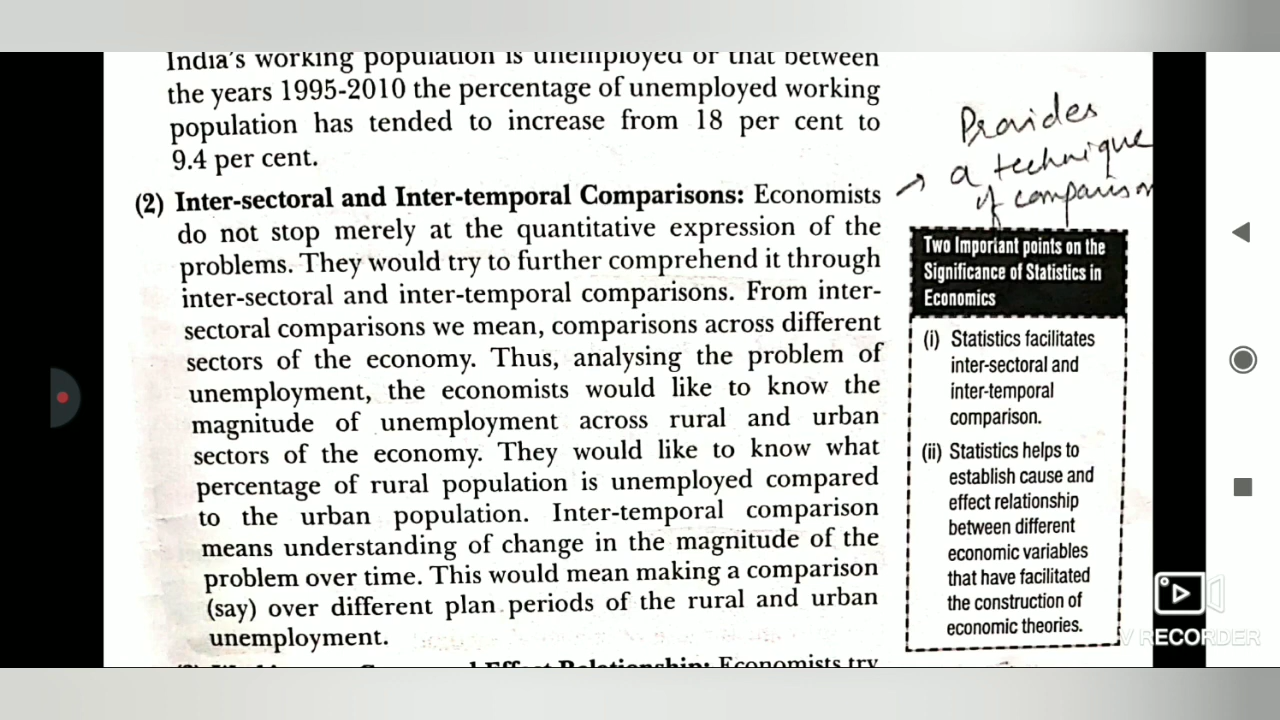 India's working population is unemployed or that between
the years 1995-2010 the percentage of unemployed working
population has tended to increase from 18 per cent to
9.4 per cent.
(2) Inter-sectoral and Inter-temporal Comparisons: Economists
do not stop merely at the quantitative expression of the
problems. They would try to further comprehend it through
inter-sectoral and inter-temporal comparisons. From inter-
sectoral comparisons we mean, comparisons across different
sectors of the economy. Thus, analysing the problem of
unemployment, the economists would like to know the
magnitude of unemployment across rural and urban
sectors of the economy. They would like to know what
percentage of rural population is unemployed compared
to the urban population. Inter-temporal comparison
means understanding of change in the magnitude of the
problem over time. This would mean making a comparison
(say) over different plan periods of the rural and urban
unemployment.
Effect Relationship: Economists try
Provides
→ a technique
of comparison
Two Important points on the
Significance of Statistics in
Economics
(i) Statistics facilitates
inter-sectoral and
inter-temporal
comparison.
(ii) Statistics helps to
establish cause and
effect relationship
between different
economic variables
that have facilitated
the construction of
economic theories.
V RECORDER